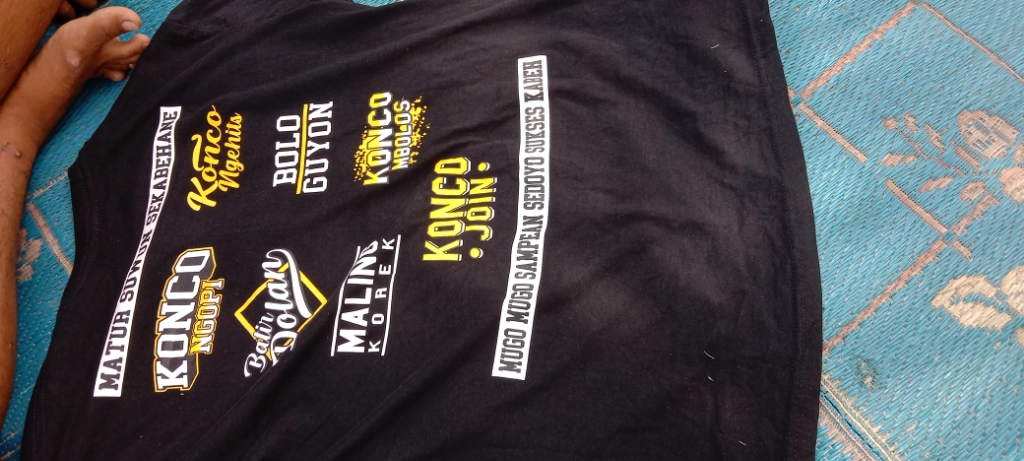 MATUR SUWUN SEKABEHANE
KONCO
NGOPI
Konco
Ngehits
Batir
Dolan
BOLO
GUYON
MALING
KOREK
KONCO
MBOLOS
KONCO
JOIN
MUGO MUGO SAMPEAN SEDOYO SUKSES KABEH